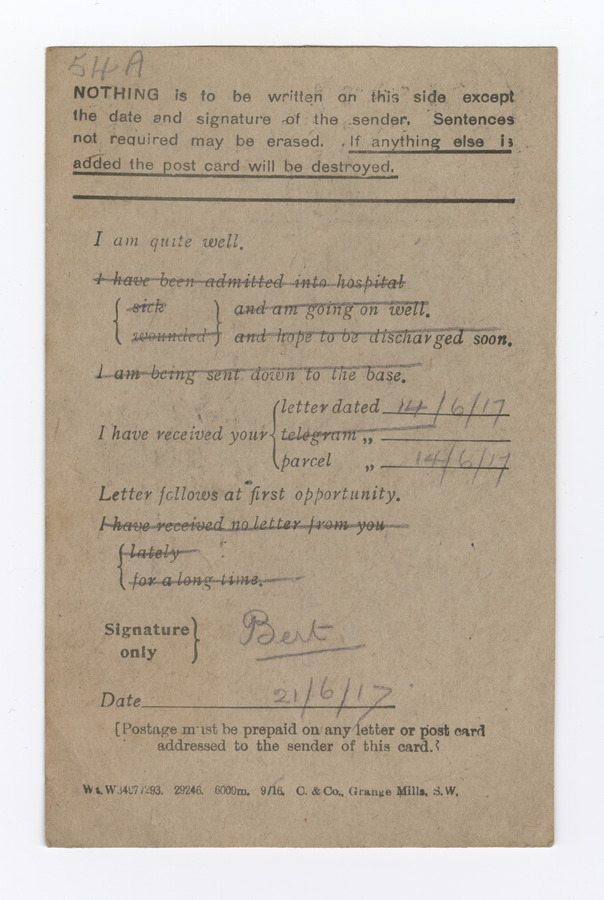 54A
NOTHING is to be written on this side except
the date and signature of the sender. Sentences
not required may be erased. If anything else is
added the post card will be destroyed.
I am quite well.
I have been admitted into hospital
{ sick } and am going on well.
{ wounded } and hope to be discharged soon.
I am being sent down to the base.
letter dated 14/6/17
I have received your { telegram „
parcel „ 14/6/17
Letter follows at first opportunity.
I have received no letter from you
{ lately
{ for a long time.
Signature } Bert
only
Date 21/6/17
[Postage must be prepaid on any letter or post card
addressed to the sender of this card.]
29246. 6000m. 9/16. C. & Co., Grange Mills, S.W.